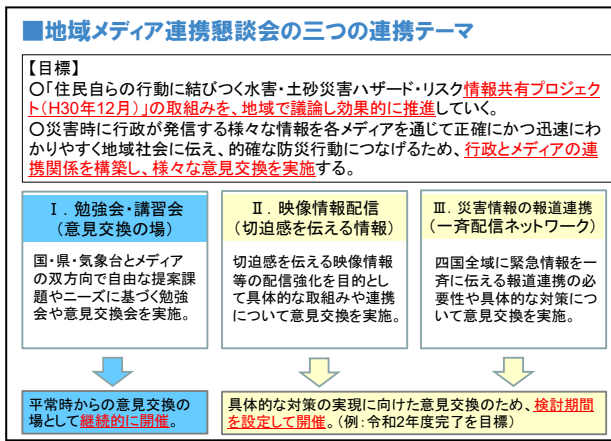 ■地域メディア連携懇談会の三つの連携テーマ
【目標】
〇「住民自らの行動に結びつく水害・土砂災害ハザード・リスク情報共有プロジェク
ト(H30年12月)」の取組みを、地域で議論し効果的に推進していく。
〇災害時に行政が発信する様々な情報を各メディアを通じて正確にかつ迅速にわ
かりやすく地域社会に伝え、的確な防災行動につなげるため、行政とメディアの連
携関係を構築し、様々な意見交換を実施する。
Ⅰ．勉強会・講習会
(意見交換の場)
国・県・気象台とメディア
の双方向で自由な提案課
題やニーズに基づく勉強
会や意見交換会を実施。
平常時からの意見交換の
場として継続的に開催。
Ⅱ．映像情報配信
(切迫感を伝える情報)
切迫感を伝える映像情報
等の配信強化を目的とし
て具体的な取組みや連携
について意見交換を実施。
Ⅲ．災害情報の報道連携
(一斉配信ネットワーク)
四国全域に緊急情報を一
斉に伝える報道連携の必
要性や具体的な対策につ
いて意見交換を実施。
具体的な対策の実現に向けた意見交換のため、検討期間
を設定して開催。(例：令和2年度完了を目標)